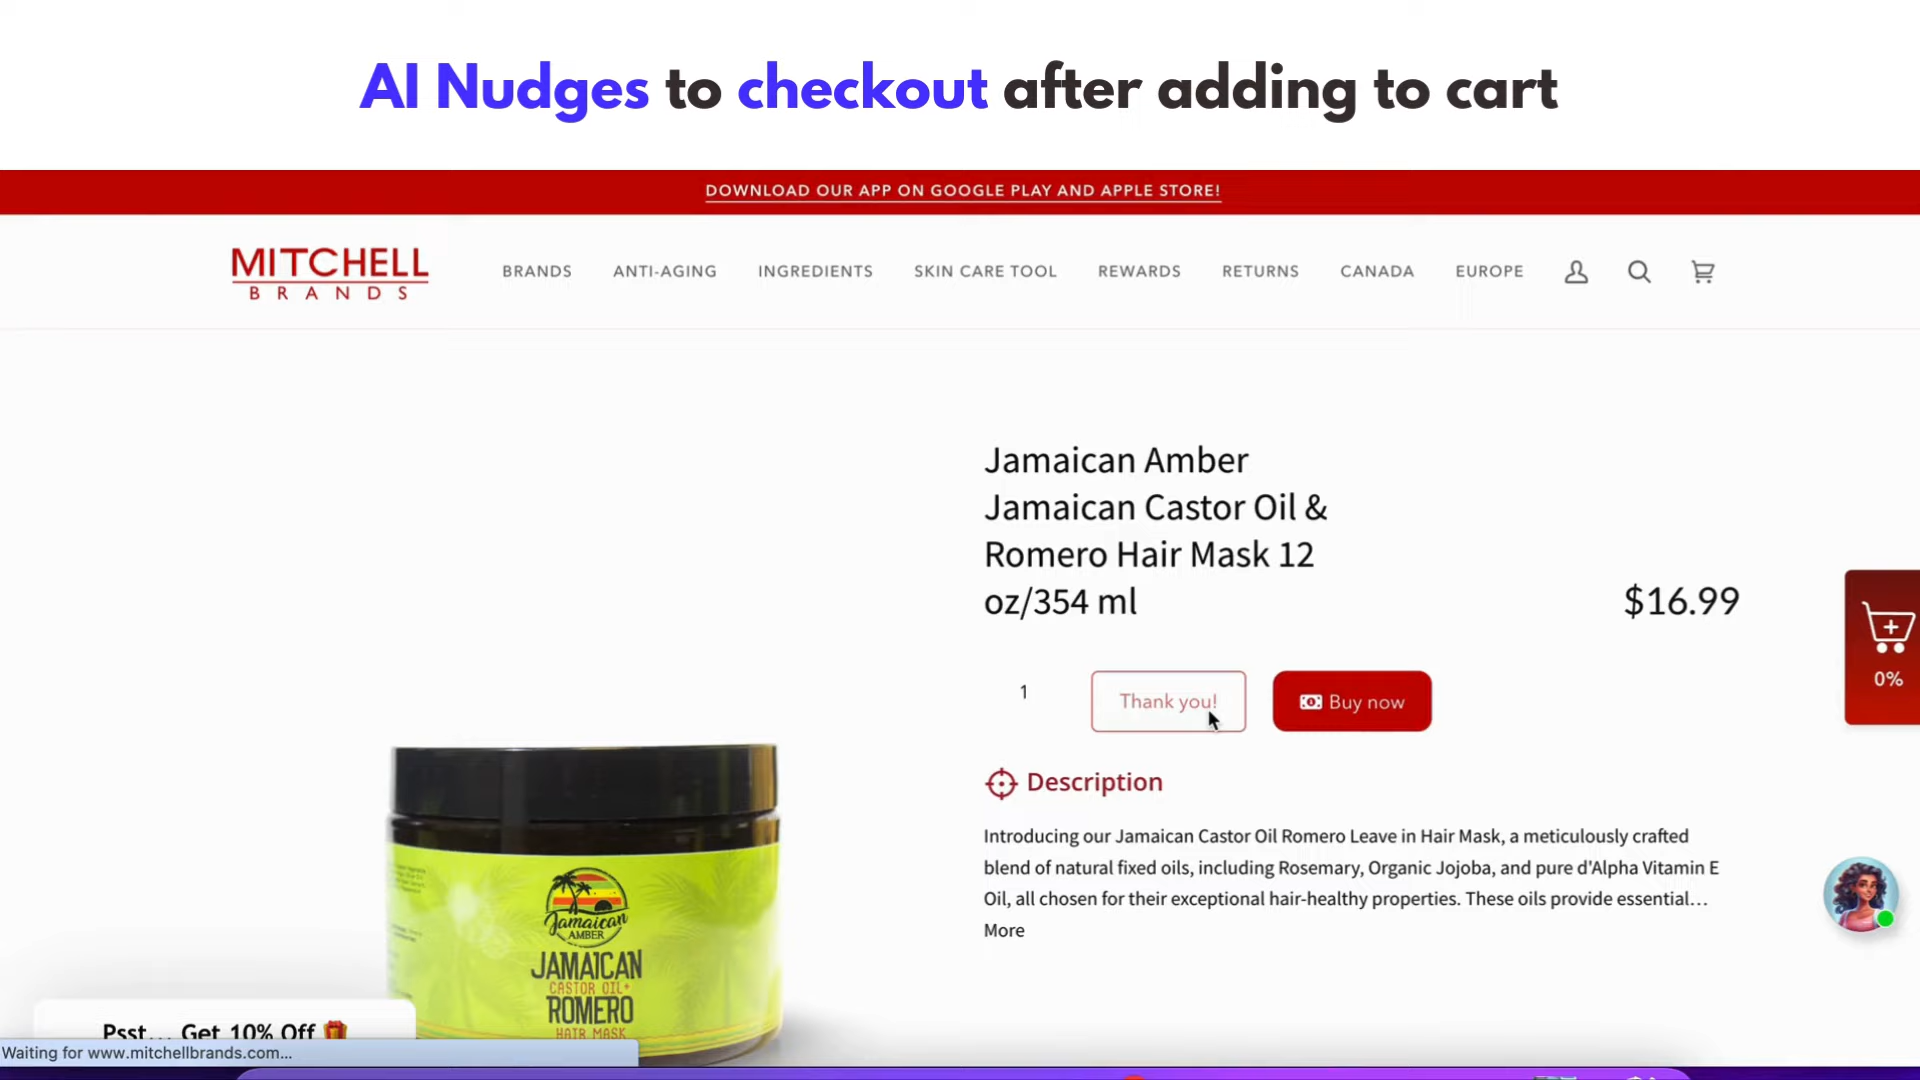 AI Nudges to checkout after adding to cart
DOWNLOAD OUR APP ON GOOGLE PLAY AND APPLE STORE!
MITCHELL
BRANDS
BRANDS
ANTI-AGING
INGREDIENTS
SKIN CARE TOOL
REWARDS
RETURNS
CANADA
EUROPE
Jamaican Amber
Jamaican Castor Oil &
Romero Hair Mask 12
oz/354 ml
$16.99
0%
1
Thank you!
Buy now
Description
Introducing our Jamaican Castor Oil Romero Leave in Hair Mask, a meticulously crafted
blend of natural fixed oils, including Rosemary, Organic Jojoba, and pure d'Alpha Vitamin E
Oil, all chosen for their exceptional hair-healthy properties. These oils provide essential...
More
Jamaican
AMBER
JAMAICAN
CASTOR OIL+
ROMERO
HAIR MASK
Psst... Get 10% Off
Waiting for www.mitchellbrands.com...